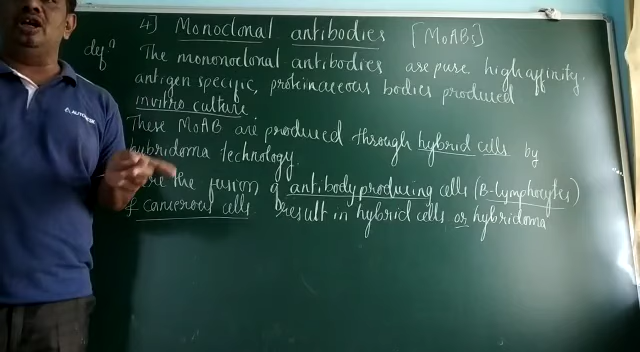 4] Monoclonal antibodies [MoABs]
defn The mononolonal antibodies are pure high affinity.
antigen specific, proteinaceous bodies produced
invitro culture.
These MoAB are produced through hybrid cells by
hybridoma technology.
the fusion of antibody producing cells (B-lymphocytes)
& cancerous cells result in hybrid cells or hybridoma